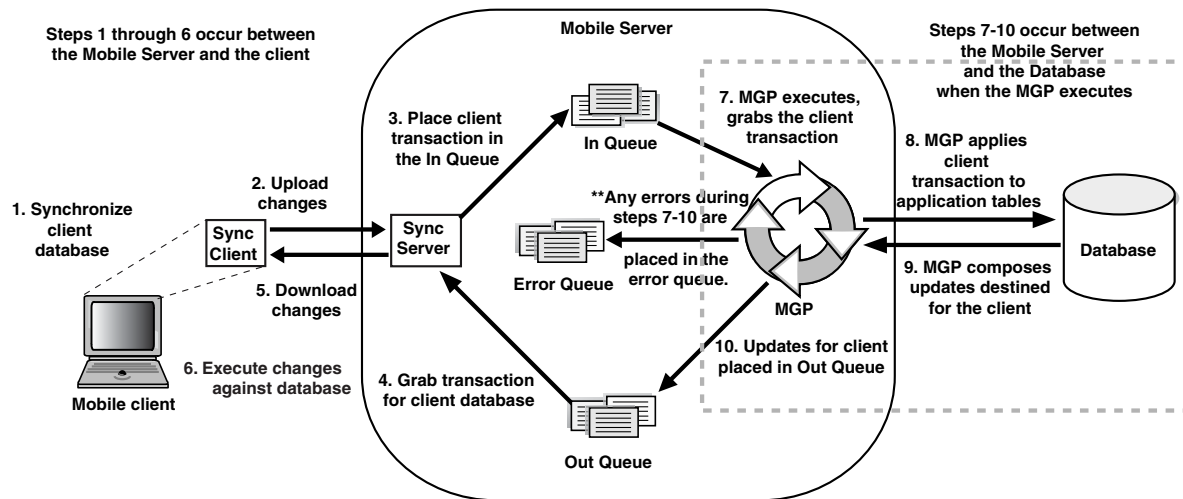 Steps 1 through 6 occur between
the Mobile Server and the client
Mobile Server
Steps 7-10 occur between
the Mobile Server
and the Database
when the MGP executes
3. Place client
transaction in
the In Queue
In Queue
7. MGP executes,
grabs the client
transaction
8. MGP applies
client
transaction to
application tables
1. Synchronize
client
database
2. Upload
changes
Sync
Client
Sync
Server
**Any errors during
steps 7-10 are
placed in the
error queue.
Error Queue
MGP
Database
5. Download
changes
9. MGP composes
updates destined
for the client
6. Execute changes
against database
Mobile client
4. Grab transaction
for client database
10. Updates for client
placed in Out Queue
Out Queue